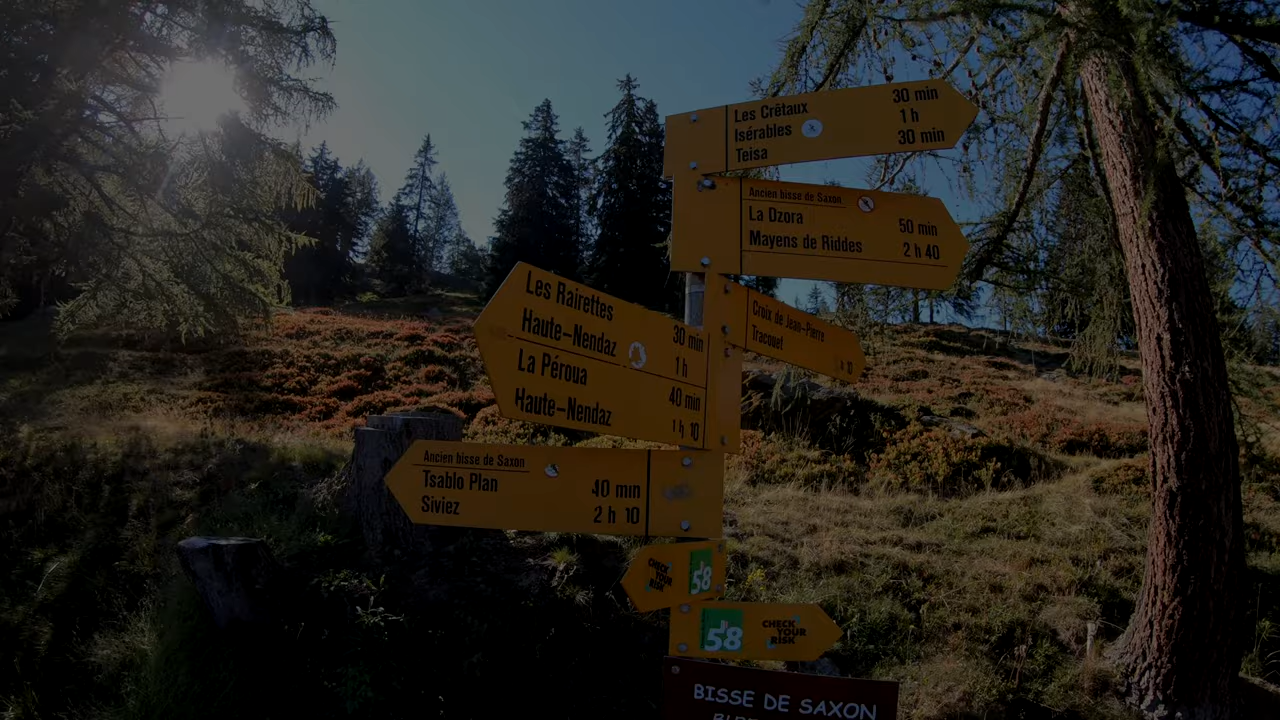 Les Crêtaux 30 min
Isérables 1 h
Teisa 30 min
Ancien bisse de Saxon
La Dzora 50 min
Mayens de Riddes 2 h 40
Croix de Jean-Pierre
Tracouet
Les Rairettes 30 min
Haute-Nendaz 1 h
La Péroua 40 min
Haute-Nendaz 1 h 10
Ancien bisse de Saxon
Tsablo Plan 40 min
Siviez 2 h 10
CHECK YOUR RISK 58
58 CHECK YOUR RISK
BISSE DE SAXON